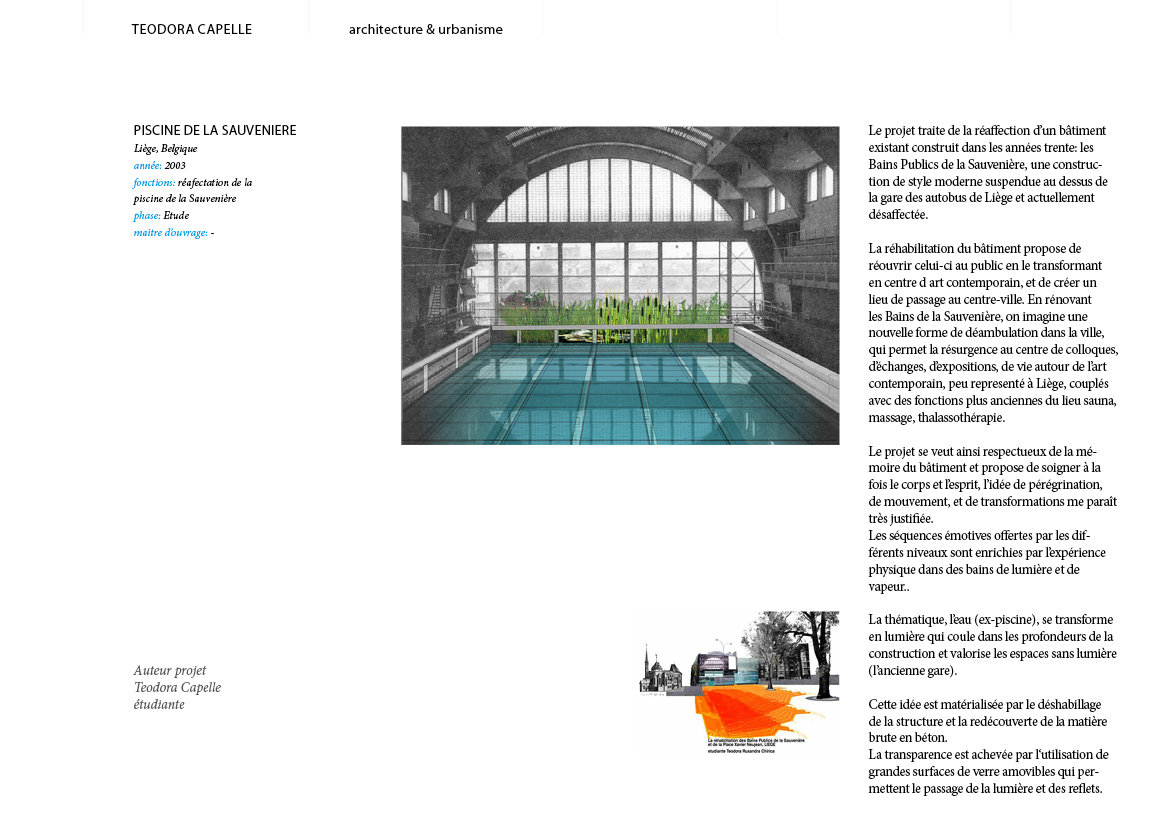 TEODORA CAPELLE
architecture & urbanisme
PISCINE DE LA SAUVENIERE
Liège, Belgique
année: 2003
fonctions: réafectation de la
piscine de la Sauvenière
phase: Etude
maitre d'ouvrage: -
Le projet traite de la réaffection d'un bâtiment
existant construit dans les années trente: les
Bains Publics de la Sauvenière, une construc-
tion de style moderne suspendue au dessus de
la gare des autobus de Liège et actuellement
désaffectée.
La réhabilitation du bâtiment propose de
réouvrir celui-ci au public en le transformant
en centre d art contemporain, et de créer un
lieu de passage au centre-ville. En rénovant
les Bains de la Sauvenière, on imagine une
nouvelle forme de déambulation dans la ville,
qui permet la résurgence au centre de colloques,
d'échanges, d'expositions, de vie autour de l'art
contemporain, peu representé à Liège, couplés
avec des fonctions plus anciennes du lieu sauna,
massage, thalassothérapie.
Le projet se veut ainsi respectueux de la mé-
moire du bâtiment et propose de soigner à la
fois le corps et l'esprit, l'idée de pérégrination,
de mouvement, et de transformations me paraît
très justifiée.
Les séquences émotives offertes par les dif-
férents niveaux sont enrichies par l'expérience
physique dans des bains de lumière et de
vapeur..
La thématique, l'eau (ex-piscine), se transforme
en lumière qui coule dans les profondeurs de la
construction et valorise les espaces sans lumière
(l'ancienne gare).
Cette idée est matérialisée par le déshabillage
de la structure et la redécouverte de la matière
brute en béton.
La transparence est achevée par l'utilisation de
grandes surfaces de verre amovibles qui per-
mettent le passage de la lumière et des reflets.
Auteur projet
Teodora Capelle
étudiante
La réhabilitation des Bains Publics de la Sauvenière
et de la Place Xavier Neujean, LIEGE
etudiante Teodora Ruxandra Chirica